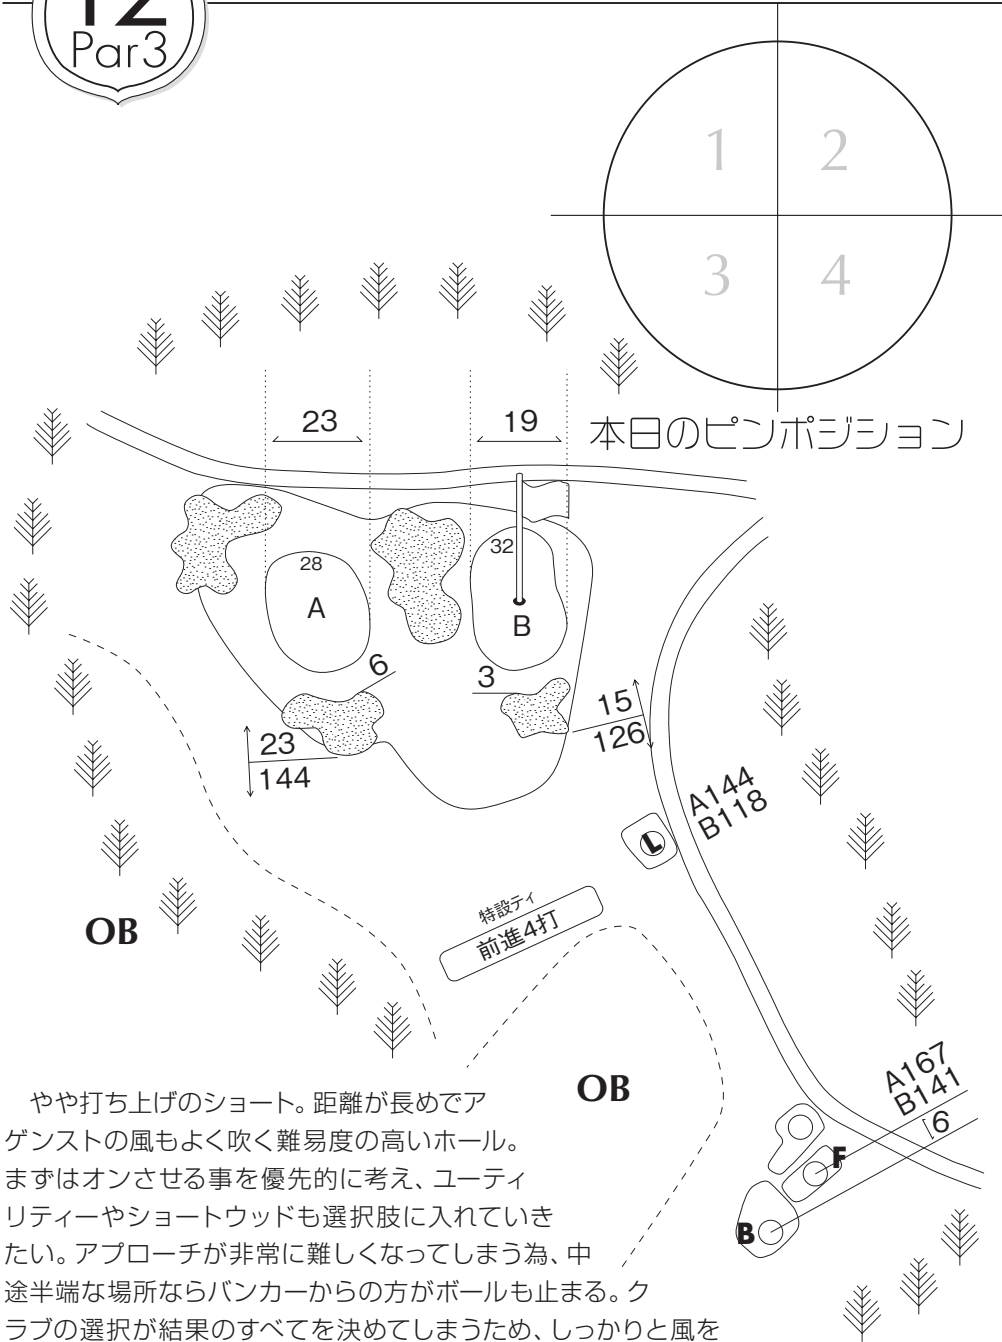 12
Par3
1
2
3
4
本日のピンポジション
23
19
28
A
32
B
6
3
23
144
15
126
A144
B118
L
特設ティ
前進4打
OB
OB
A167
B141
6
F
B
やや打ち上げのショート。距離が長めでア
ゲンストの風もよく吹く難易度の高いホール。
まずはオンさせる事を優先的に考え、ユーティ
リティーやショートウッドも選択肢に入れていき
たい。アプローチが非常に難しくなってしまう為、中
途半端な場所ならバンカーからの方がボールも止まる。ク
ラブの選択が結果のすべてを決めてしまうため、しっかりと風を